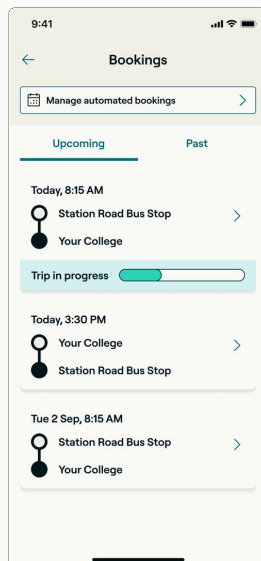 9:41
Bookings
Manage automated bookings
Upcoming Past
Today, 8:15 AM
Station Road Bus Stop
Your College
Trip in progress
Today, 3:30 PM
Your College
Station Road Bus Stop
Tue 2 Sep, 8:15 AM
Station Road Bus Stop
Your College